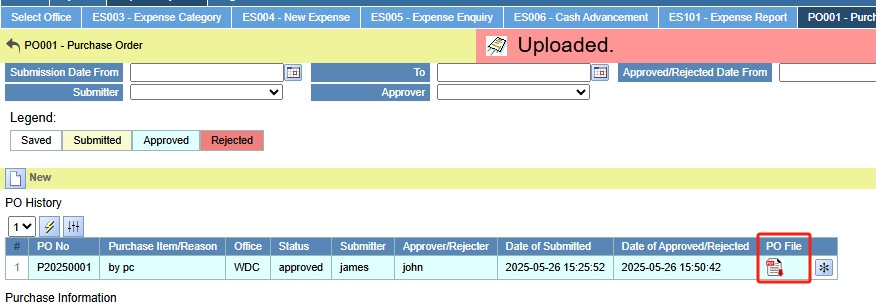 Select Office ES003 - Expense Category ES004 - New Expense ES005 - Expense Enquiry ES006 - Cash Advancement ES101 - Expense Report PO001 - Purch
PO001 - Purchase Order Uploaded.
Submission Date From To Approved/Rejected Date From
Submitter Approver
Legend:
Saved Submitted Approved Rejected
New
PO History
1
# PO No Purchase Item/Reason Office Status Submitter Approver/Rejecter Date of Submitted Date of Approved/Rejected PO File
1 P20250001 by pc WDC approved james john 2025-05-26 15:25:52 2025-05-26 15:50:42
Purchase Information